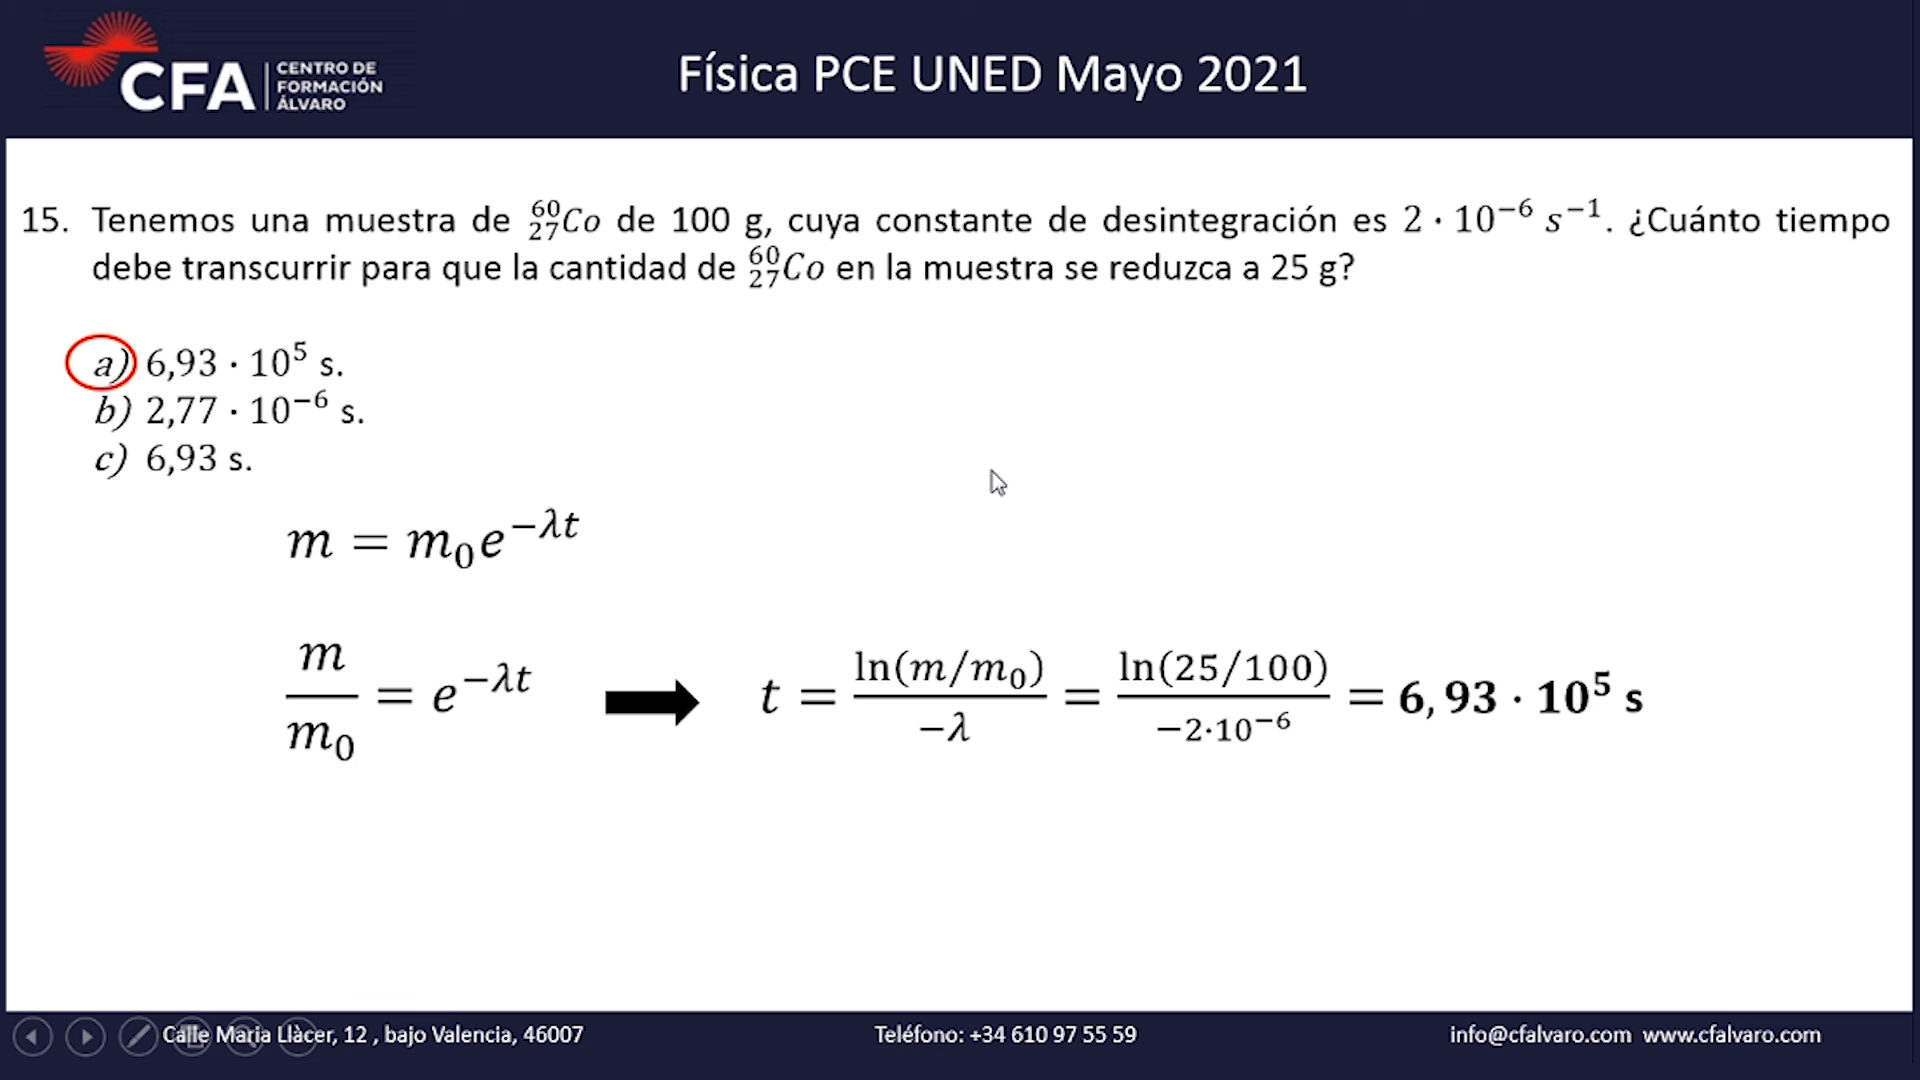 CFA
CENTRO DE
FORMACIÓN
ÁLVARO
Física PCE UNED Mayo 2021
15. Tenemos una muestra de ⁶⁰₂₇Co de 100 g, cuya constante de desintegración es 2 · 10⁻⁶ s⁻¹. ¿Cuánto tiempo
debe transcurrir para que la cantidad de ⁶⁰₂₇Co en la muestra se reduzca a 25 g?
a) 6,93 · 10⁵ s.
b) 2,77 · 10⁻⁶ s.
c) 6,93 s.
m = m₀e^(−λt)
m/m₀ = e^(−λt) t = ln(m/m₀)/−λ = ln(25/100)/−2·10⁻⁶ = 6,93 · 10⁵ s
Calle Maria Llàcer, 12 , bajo Valencia, 46007
Teléfono: +34 610 97 55 59
info@cfalvaro.com www.cfalvaro.com